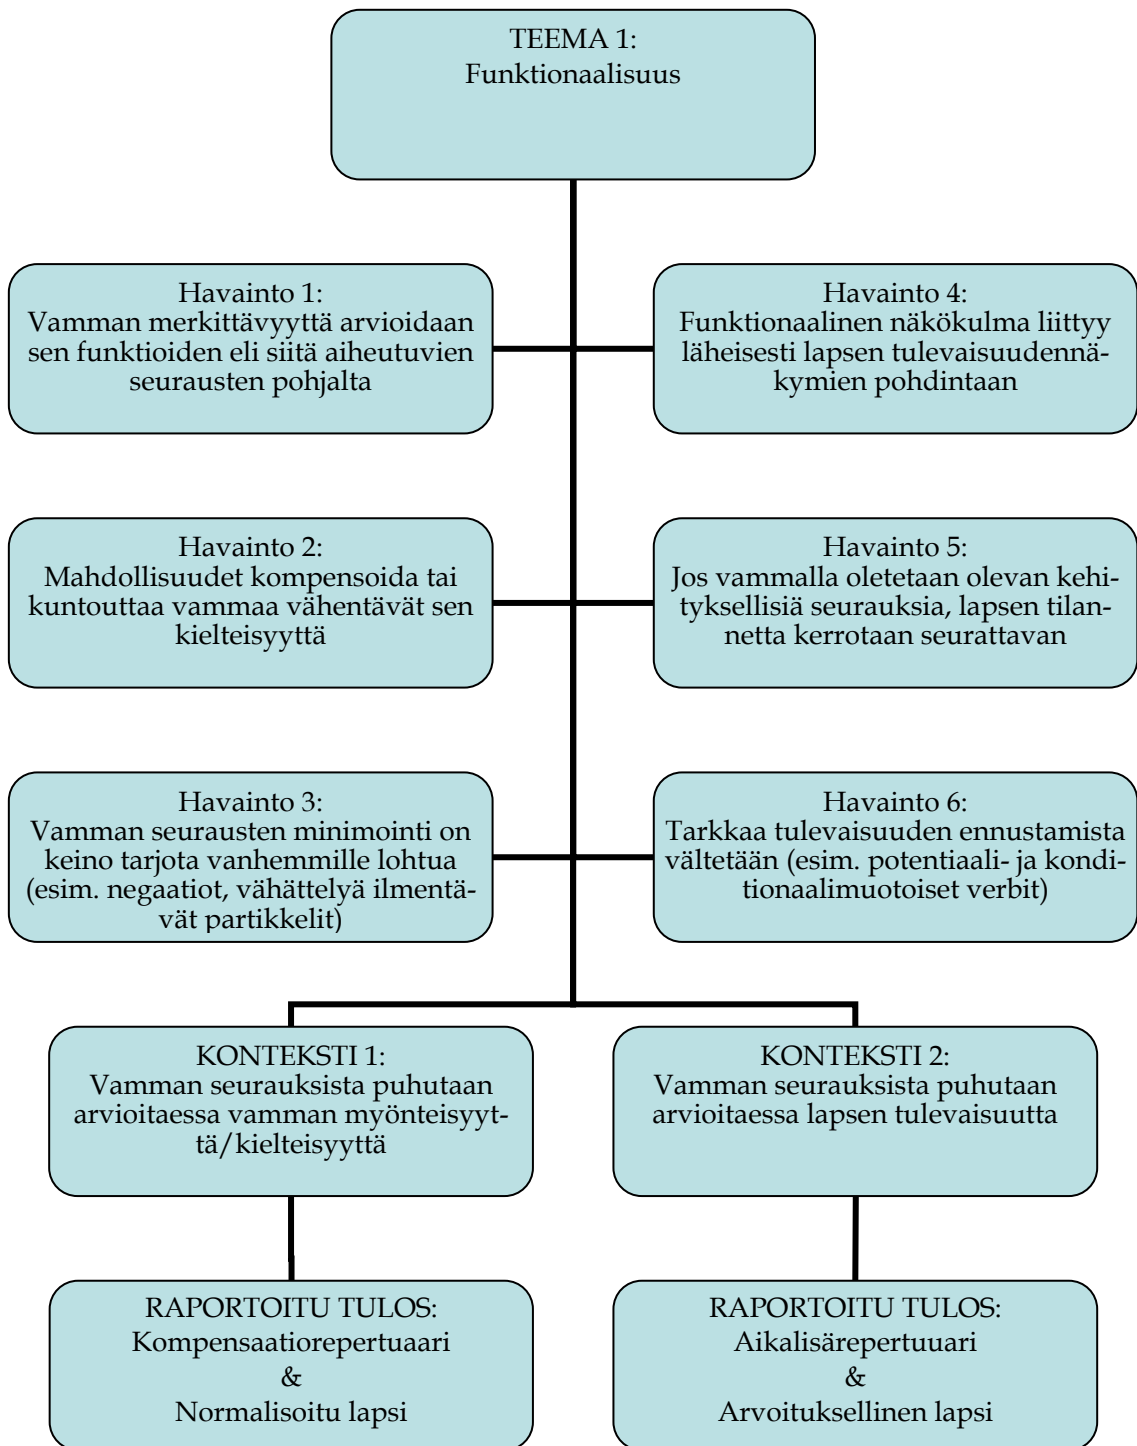 TEEMA 1:
Funktionaalisuus
Havainto 1:
Vamman merkittävyyttä arvioidaan
sen funktioiden eli siitä aiheutuvien
seurausten pohjalta
Havainto 4:
Funktionaalinen näkökulma liittyy
läheisesti lapsen tulevaisuudennä-
kymien pohdintaan
Havainto 2:
Mahdollisuudet kompensoida tai
kuntouttaa vammaa vähentävät sen
kielteisyyttä
Havainto 5:
Jos vammalla oletetaan olevan kehi-
tyksellisiä seurauksia, lapsen tilan-
netta kerrotaan seurattavan
Havainto 3:
Vamman seurausten minimointi on
keino tarjota vanhemmille lohtua
(esim. negaatiot, vähättelyä ilmentä-
vät partikkelit)
Havainto 6:
Tarkkaa tulevaisuuden ennustamista
vältetään (esim. potentiaali- ja kondi-
tionaalimuotoiset verbit)
KONTEKSTI 1:
Vamman seurauksista puhutaan
arvioitaessa vamman myönteisyyt-
tä/kielteisyyttä
KONTEKSTI 2:
Vamman seurauksista puhutaan
arvioitaessa lapsen tulevaisuutta
RAPORTOITU TULOS:
Kompensaatiorepertuaari
&
Normalisoitu lapsi
RAPORTOITU TULOS:
Aikalisärepertuuari
&
Arvoituksellinen lapsi